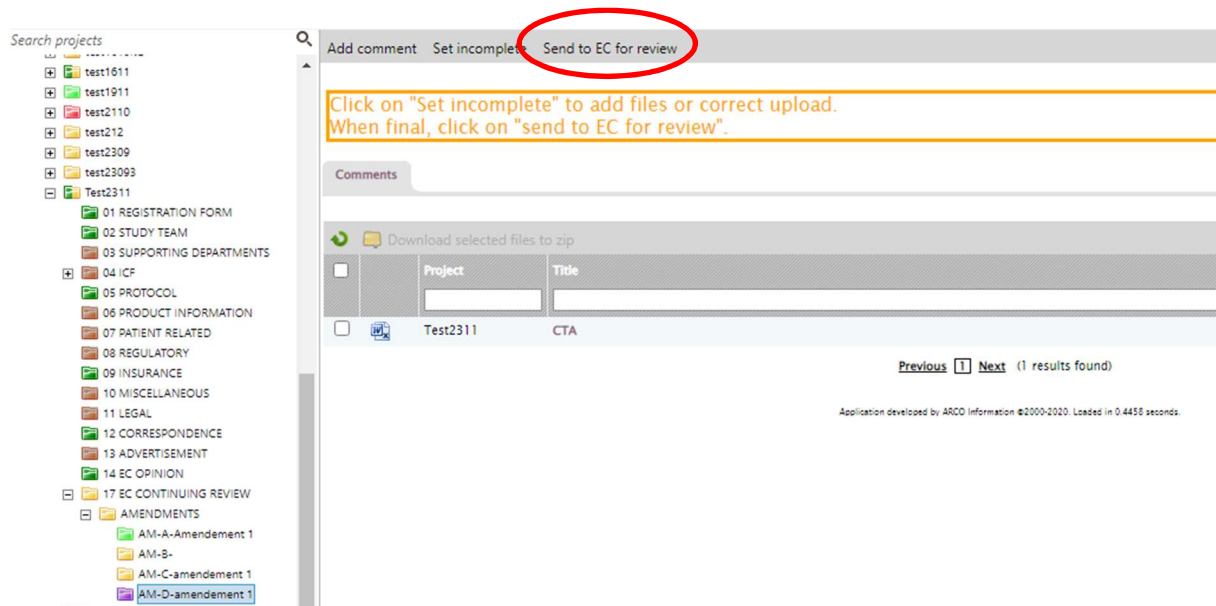 Search projects
test1611
test1911
test2110
test212
test2309
test23093
Test2311
01 REGISTRATION FORM
02 STUDY TEAM
03 SUPPORTING DEPARTMENTS
04 ICF
05 PROTOCOL
06 PRODUCT INFORMATION
07 PATIENT RELATED
08 REGULATORY
09 INSURANCE
10 MISCELLANEOUS
11 LEGAL
12 CORRESPONDENCE
13 ADVERTISEMENT
14 EC OPINION
17 EC CONTINUING REVIEW
AMENDMENTS
AM-A-Amendement 1
AM-B-
AM-C-amendement 1
AM-D-amendement 1
Add comment Set incomplete Send to EC for review
Click on "Set incomplete" to add files or correct upload.
When final, click on "send to EC for review".
Comments
Download selected files to zip
Project Title
Test2311 CTA
Previous 1 Next (1 results found)
Application developed by ARCO Information ©2000-2020. Loaded in 0.4458 seconds.